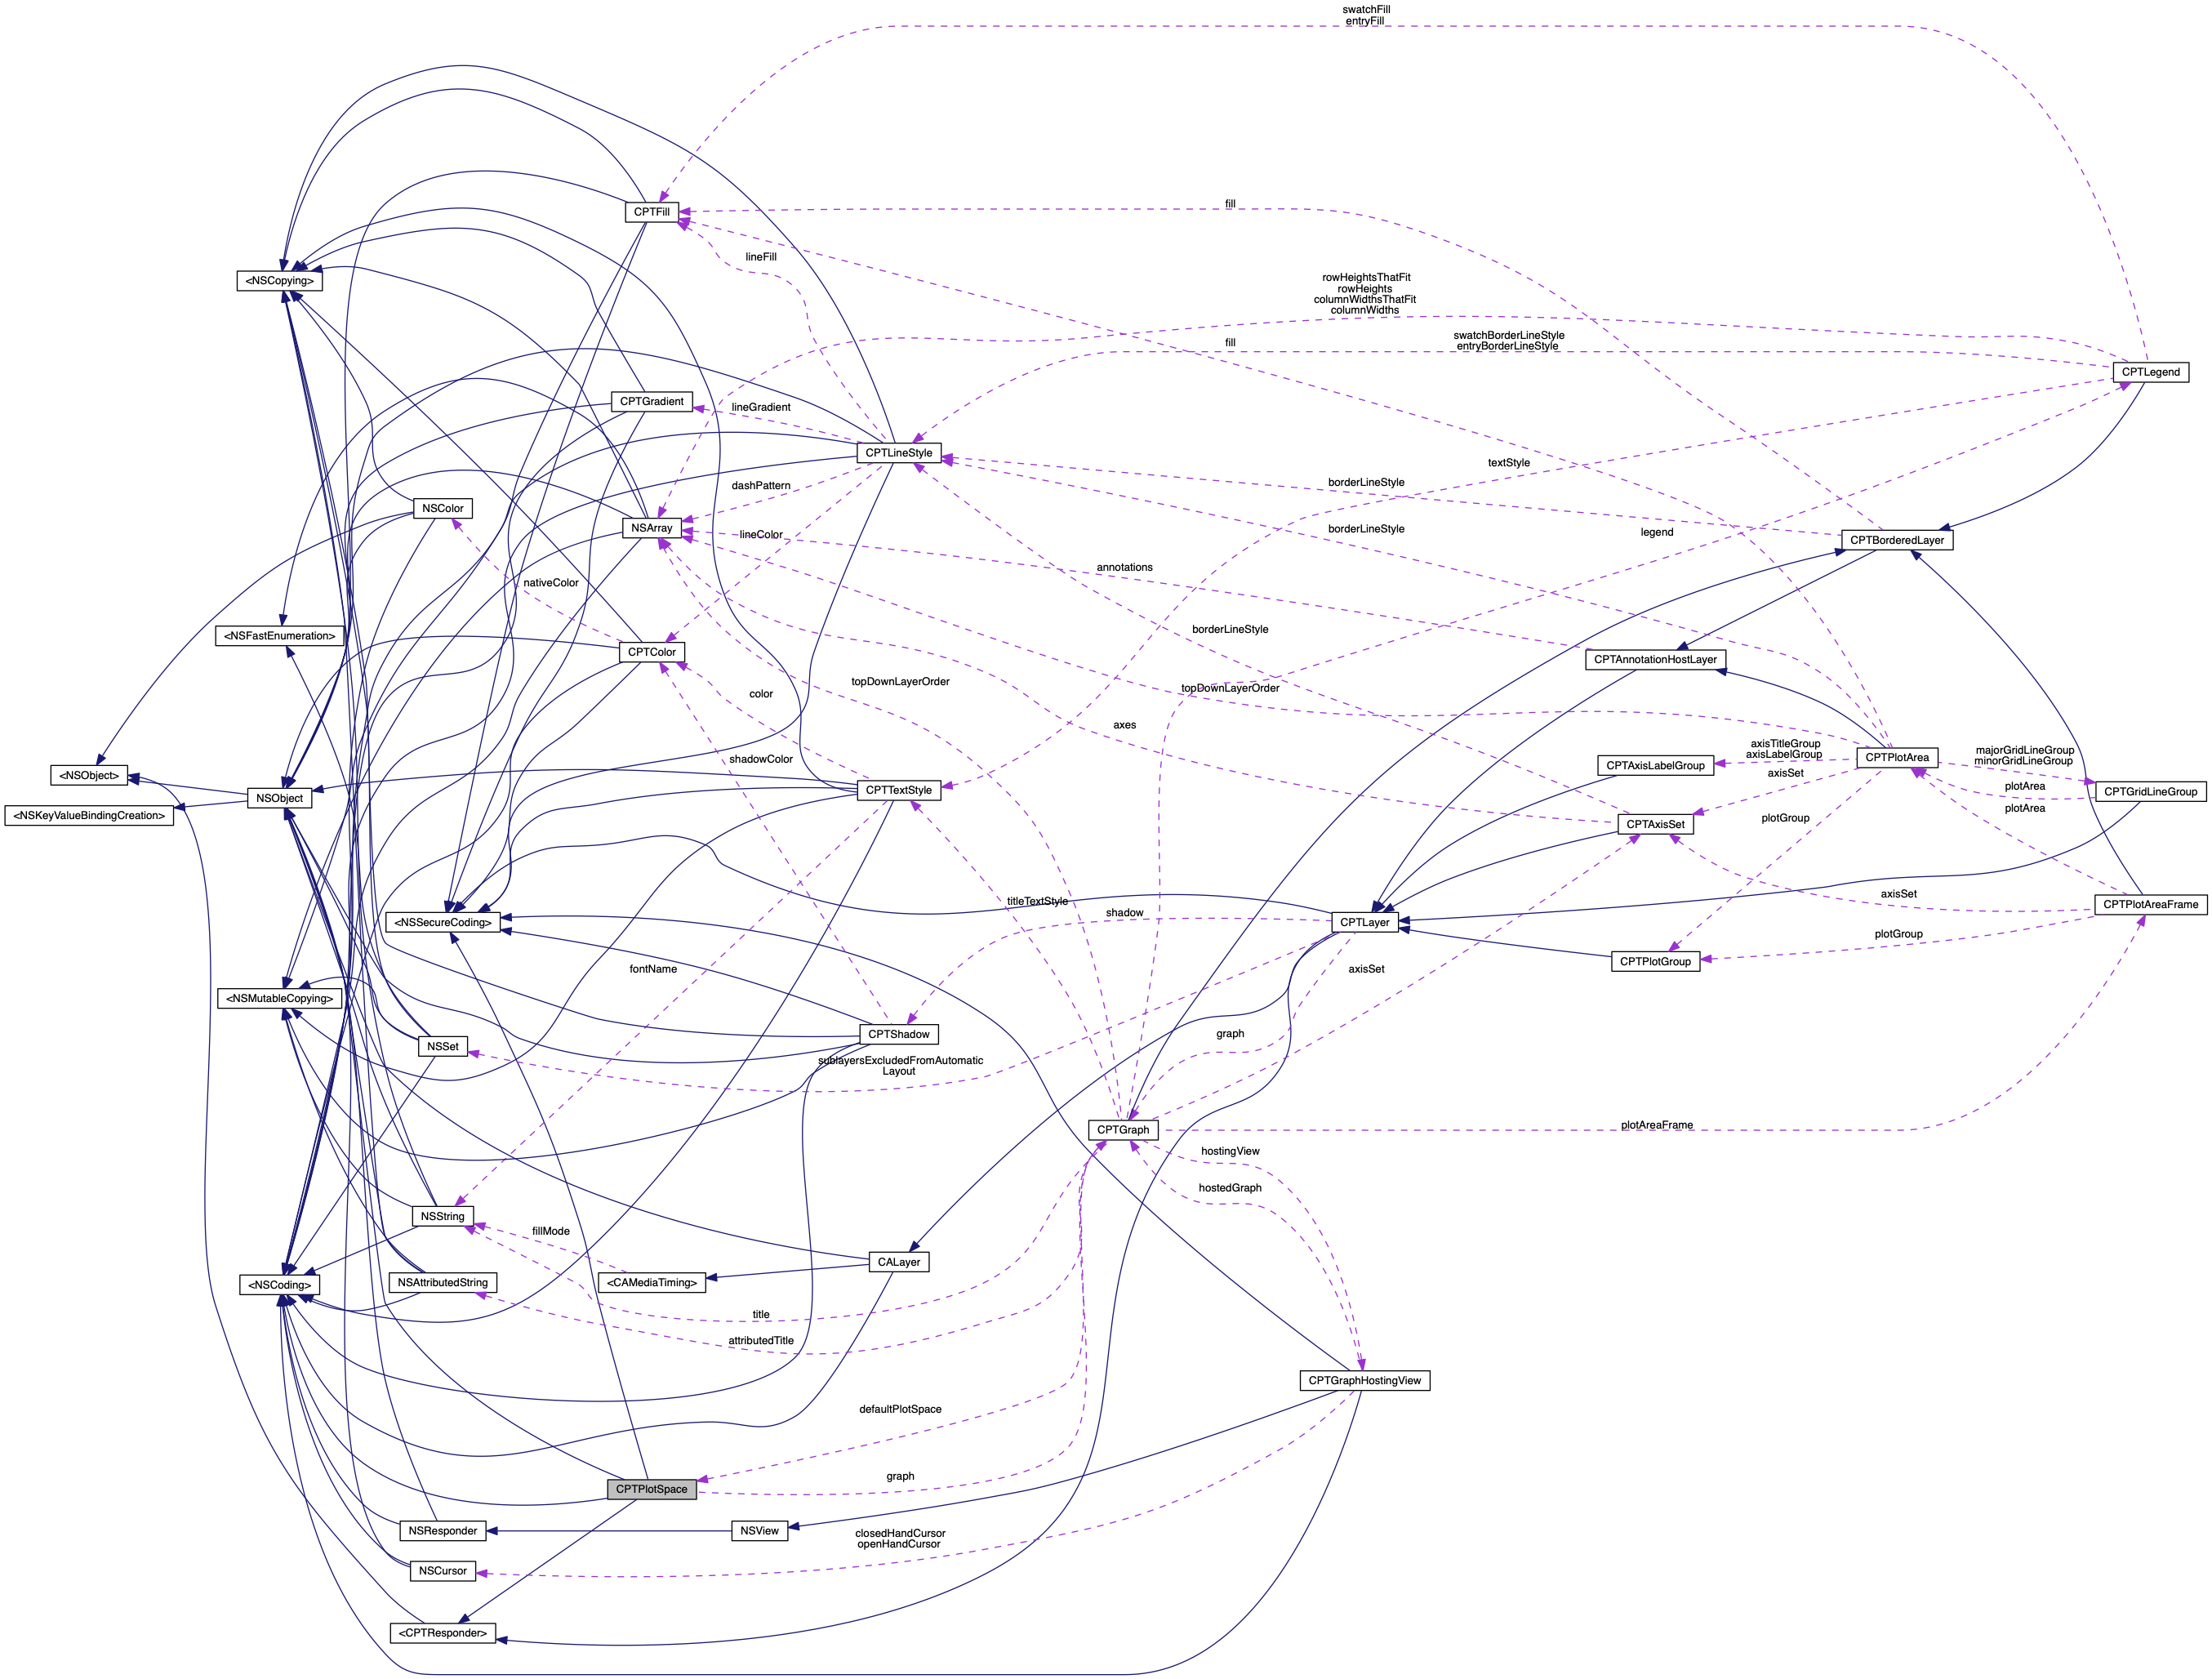 swatchFill
entryFill
CPTFill
fill
lineFill
<NSCopying>
rowHeightsThatFit
rowHeights
columnWidthsThatFit
columnWidths
swatchBorderLineStyle
entryBorderLineStyle
fill
CPTLegend
CPTGradient
lineGradient
CPTLineStyle
textStyle
dashPattern
borderLineStyle
NSColor
NSArray
lineColor
borderLineStyle
legend
CPTBorderedLayer
annotations
nativeColor
<NSFastEnumeration>
borderLineStyle
CPTColor
CPTAnnotationHostLayer
topDownLayerOrder
topDownLayerOrder
color
axes
shadowColor
axisTitleGroup
axisLabelGroup
CPTPlotArea
majorGridLineGroup
minorGridLineGroup
<NSObject>
CPTAxisLabelGroup
axisSet
NSObject
CPTTextStyle
plotArea
CPTGridLineGroup
<NSKeyValueBindingCreation>
plotArea
CPTAxisSet
plotGroup
axisSet
titleTextStyle
CPTPlotAreaFrame
shadow
<NSSecureCoding>
CPTLayer
plotGroup
CPTPlotGroup
fontName
axisSet
<NSMutableCopying>
CPTShadow
graph
NSSet
sublayersExcludedFromAutomatic
Layout
CPTGraph
plotAreaFrame
hostingView
hostedGraph
NSString
fillMode
CALayer
<NSCoding>
NSAttributedString
<CAMediaTiming>
title
attributedTitle
CPTGraphHostingView
defaultPlotSpace
graph
CPTPlotSpace
NSResponder
NSView
closedHandCursor
openHandCursor
NSCursor
<CPTResponder>